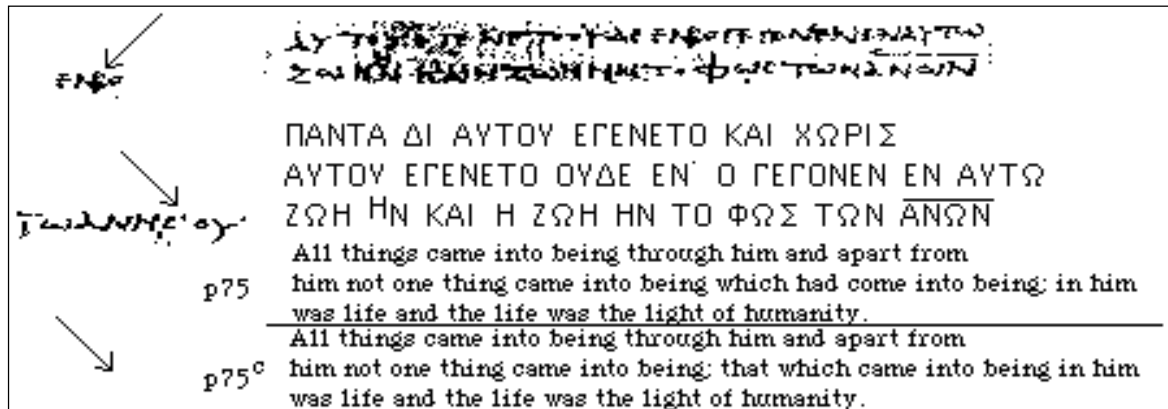 ΠΑΝΤΑ ΔΙ ΑΥΤΟΥ ΕΓΕΝΕΤΟ ΚΑΙ ΧΩΡΙΣ
ΑΥΤΟΥ ΕΓΕΝΕΤΟ ΟΥΔΕ ΕΝ˙ Ο ΓΕΓΟΝΕΝ ΕΝ ΑΥΤΩ
ΖΩΗ ΗΝ ΚΑΙ Η ΖΩΗ ΗΝ ΤΟ ΦΩΣ ΤΩΝ Α̅Ν̅Ω̅Ν̅
All things came into being through him and apart from
p75 him not one thing came into being which had come into being; in him
was life and the life was the light of humanity.
All things came into being through him and apart from
p75c him not one thing came into being; that which came into being in him
was life and the life was the light of humanity.